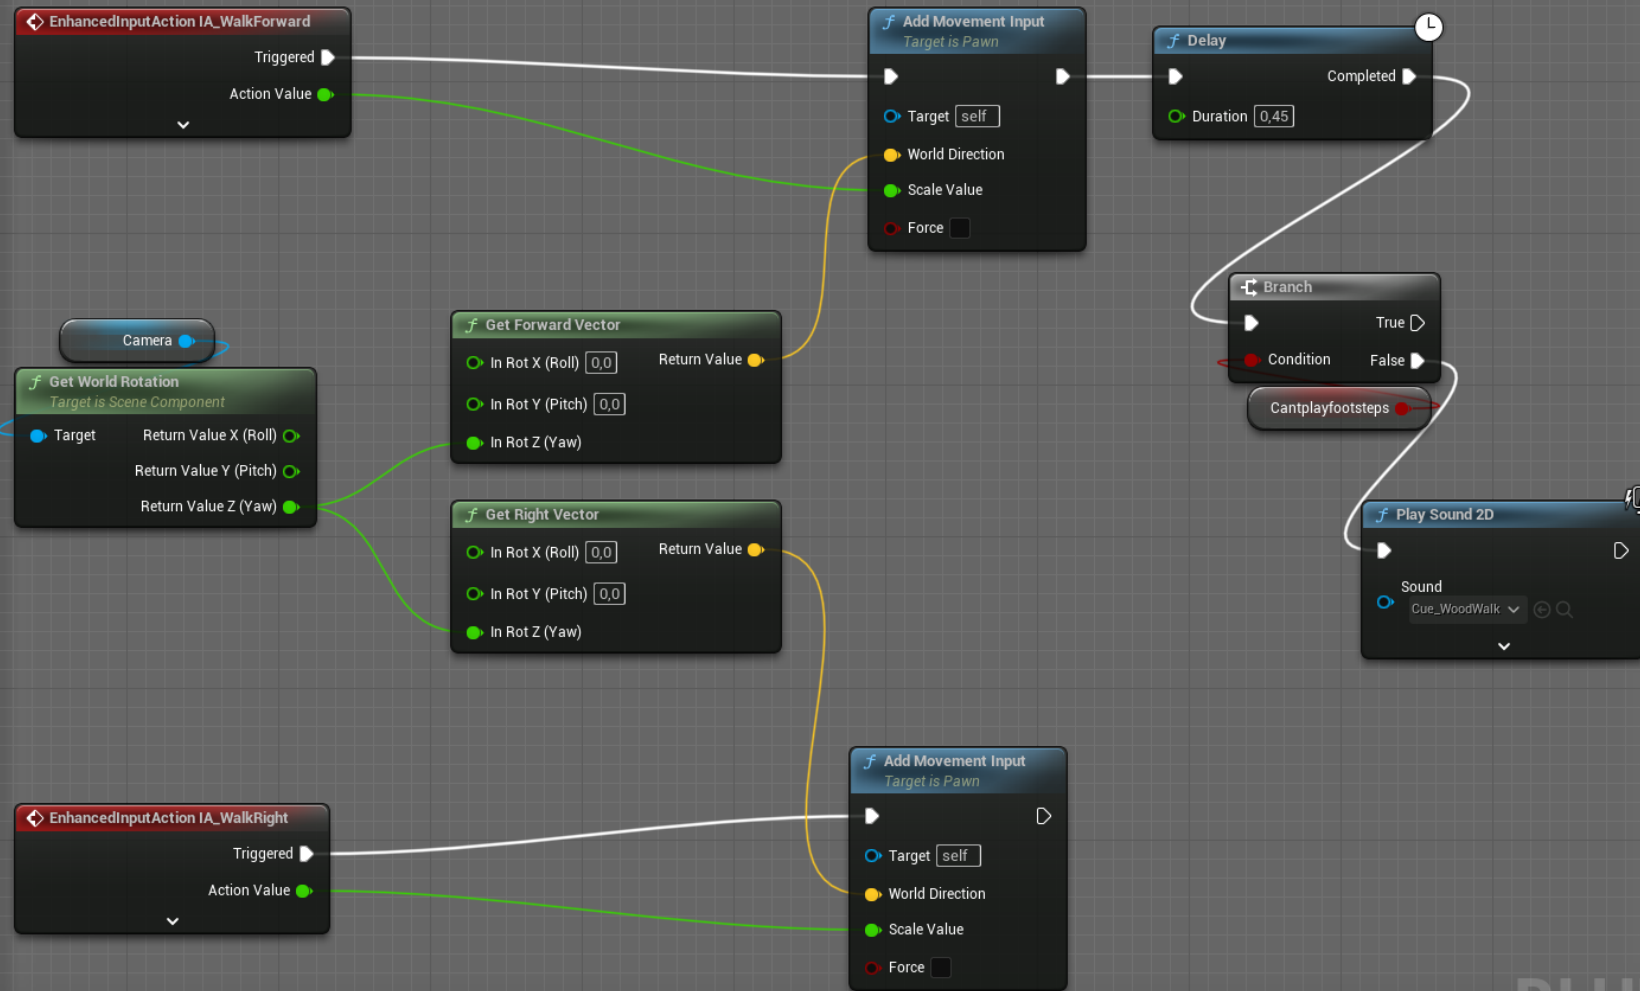 EnhancedInputAction IA_WalkForward
Triggered
Action Value
Add Movement Input
Target is Pawn
Target self
World Direction
Scale Value
Force
Delay
Completed
Duration 0,45
Branch
True
Condition False
Cantplayfootsteps
Camera
Get World Rotation
Target is Scene Component
Target Return Value X (Roll)
Return Value Y (Pitch)
Return Value Z (Yaw)
Get Forward Vector
In Rot X (Roll) 0,0 Return Value
In Rot Y (Pitch) 0,0
In Rot Z (Yaw)
Get Right Vector
In Rot X (Roll) 0,0 Return Value
In Rot Y (Pitch) 0,0
In Rot Z (Yaw)
Play Sound 2D
Sound
Cue_WoodWalk
EnhancedInputAction IA_WalkRight
Triggered
Action Value
Add Movement Input
Target is Pawn
Target self
World Direction
Scale Value
Force